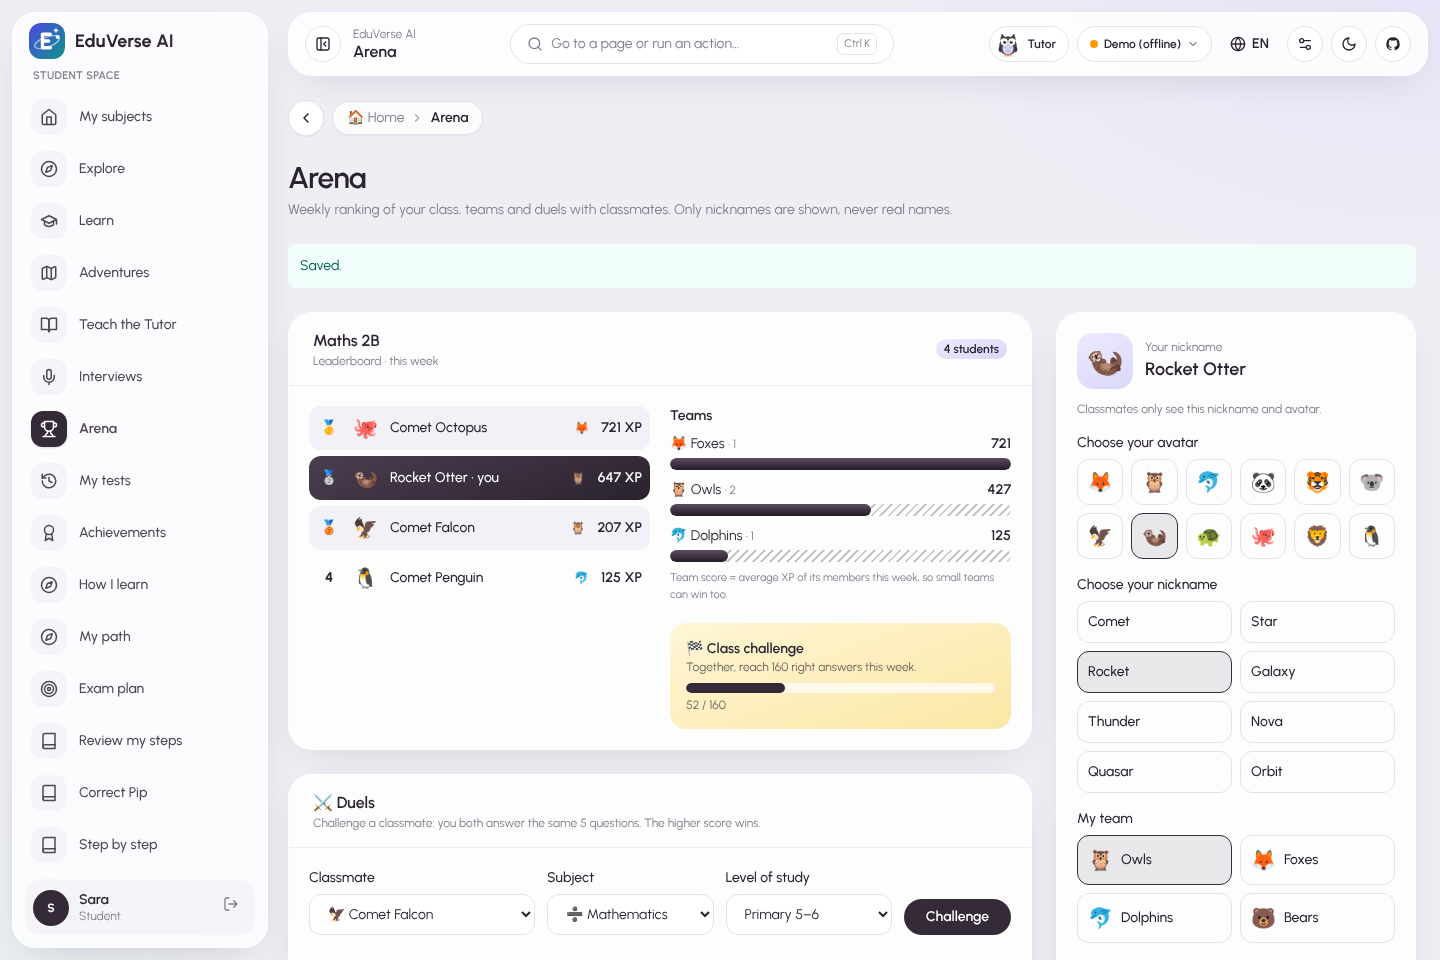 EduVerse AI
STUDENT SPACE
My subjects
Explore
Learn
Adventures
Teach the Tutor
Interviews
Arena
My tests
Achievements
How I learn
My path
Exam plan
Review my steps
Correct Pip
Step by step
S
Sara
Student
EduVerse AI
Arena
Go to a page or run an action...
Ctrl K
Tutor
Demo (offline)
EN
Home
Arena
Arena
Weekly ranking of your class, teams and duels with classmates. Only nicknames are shown, never real names.
Saved.
Maths 2B
Leaderboard · this week
4 students
Comet Octopus 721 XP
Rocket Otter · you 647 XP
Comet Falcon 207 XP
4 Comet Penguin 125 XP
Teams
Foxes · 1 721
Owls · 2 427
Dolphins · 1 125
Team score = average XP of its members this week, so small teams
can win too.
Class challenge
Together, reach 160 right answers this week.
52 / 160
Duels
Challenge a classmate: you both answer the same 5 questions. The higher score wins.
Classmate Subject Level of study
Comet Falcon Mathematics Primary 5–6 Challenge
Your nickname
Rocket Otter
Classmates only see this nickname and avatar.
Choose your avatar
Choose your nickname
Comet Star
Rocket Galaxy
Thunder Nova
Quasar Orbit
My team
Owls Foxes
Dolphins Bears